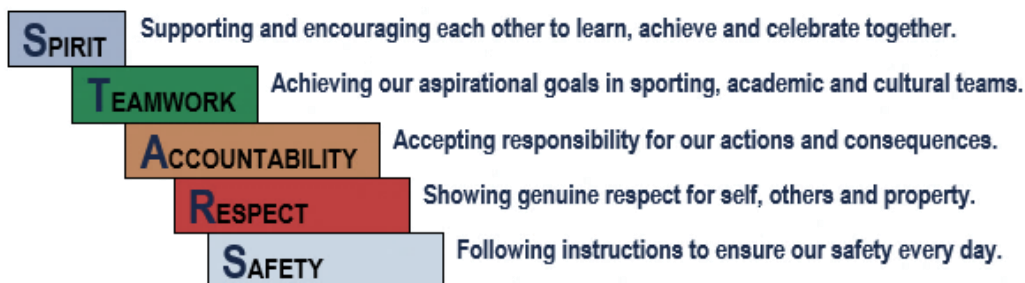 SPIRIT Supporting and encouraging each other to learn, achieve and celebrate together.
TEAMWORK Achieving our aspirational goals in sporting, academic and cultural teams.
ACCOUNTABILITY Accepting responsibility for our actions and consequences.
RESPECT Showing genuine respect for self, others and property.
SAFETY Following instructions to ensure our safety every day.